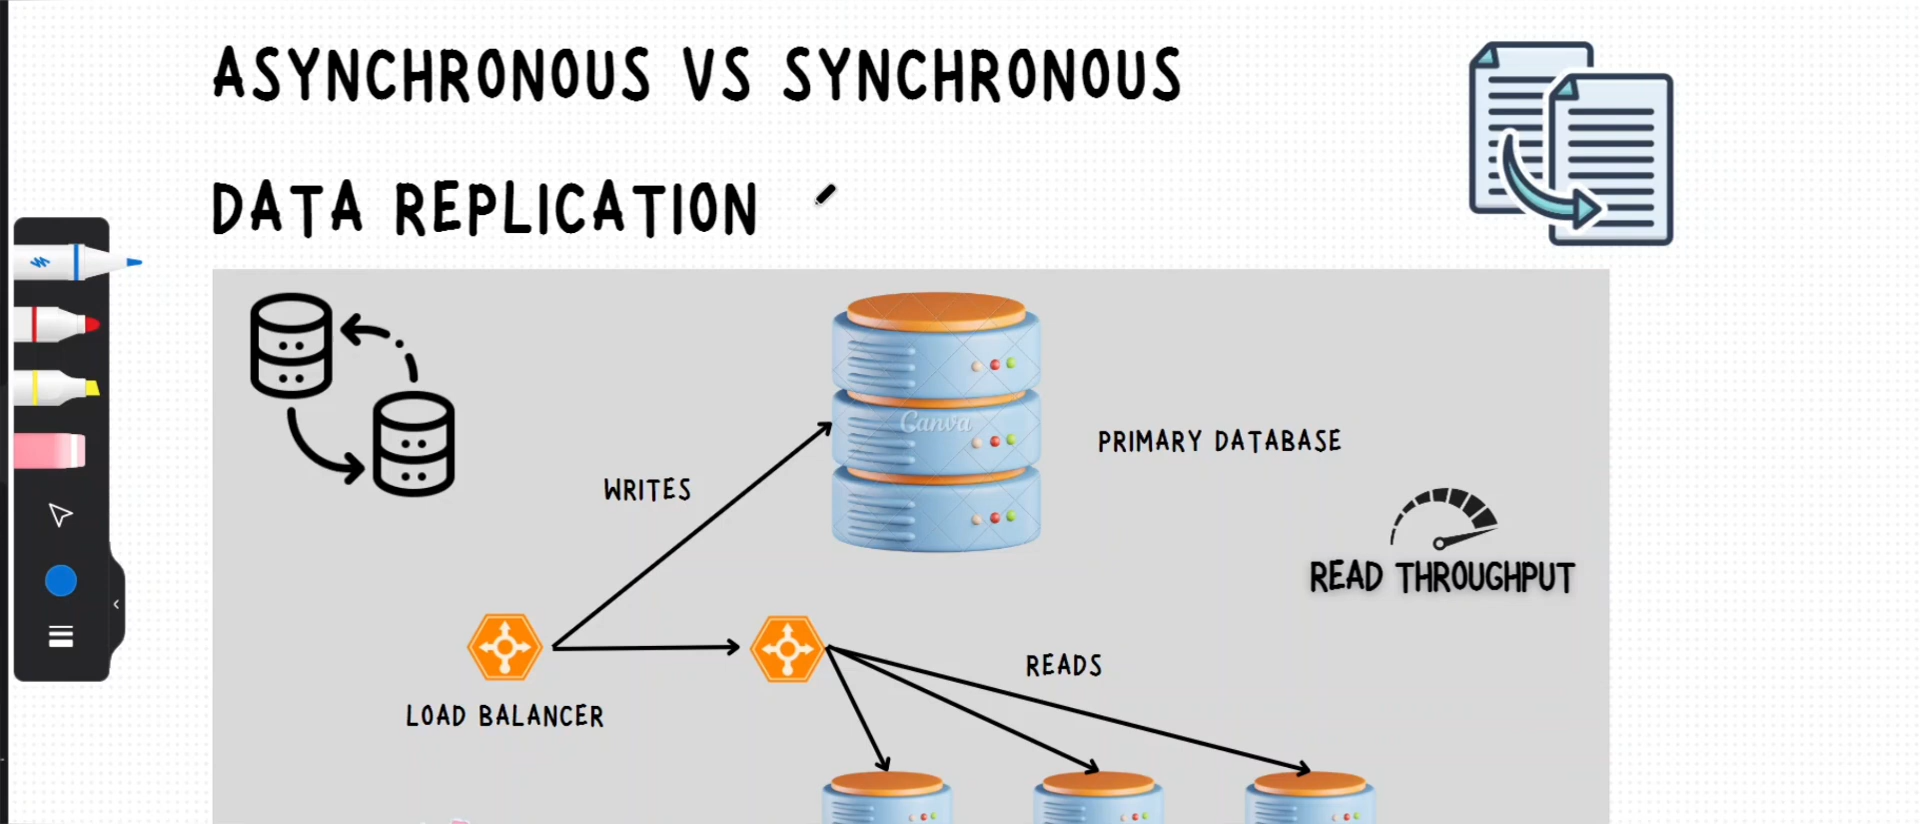 ASYNCHRONOUS VS SYNCHRONOUS
DATA REPLICATION
Canva
PRIMARY DATABASE
WRITES
READ THROUGHPUT
READS
LOAD BALANCER